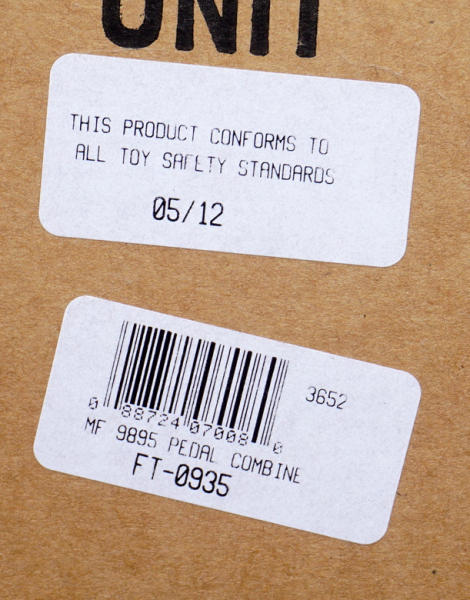 UNIT
THIS PRODUCT CONFORMS TO
ALL TOY SAFETY STANDARDS
05/12
3652
0 88724 07008 0
MF 9895 PEDAL COMBINE
FT-0935